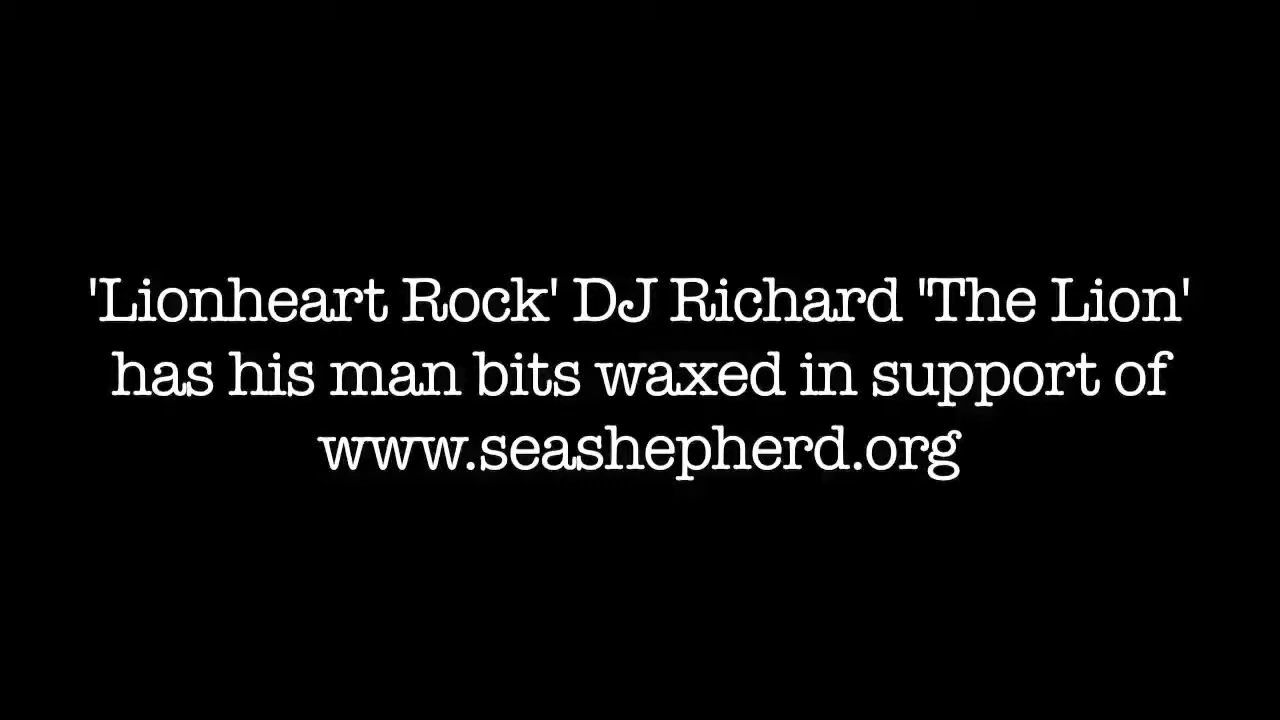 'Lionheart Rock' DJ Richard 'The Lion'
has his man bits waxed in support of
www.seashepherd.org